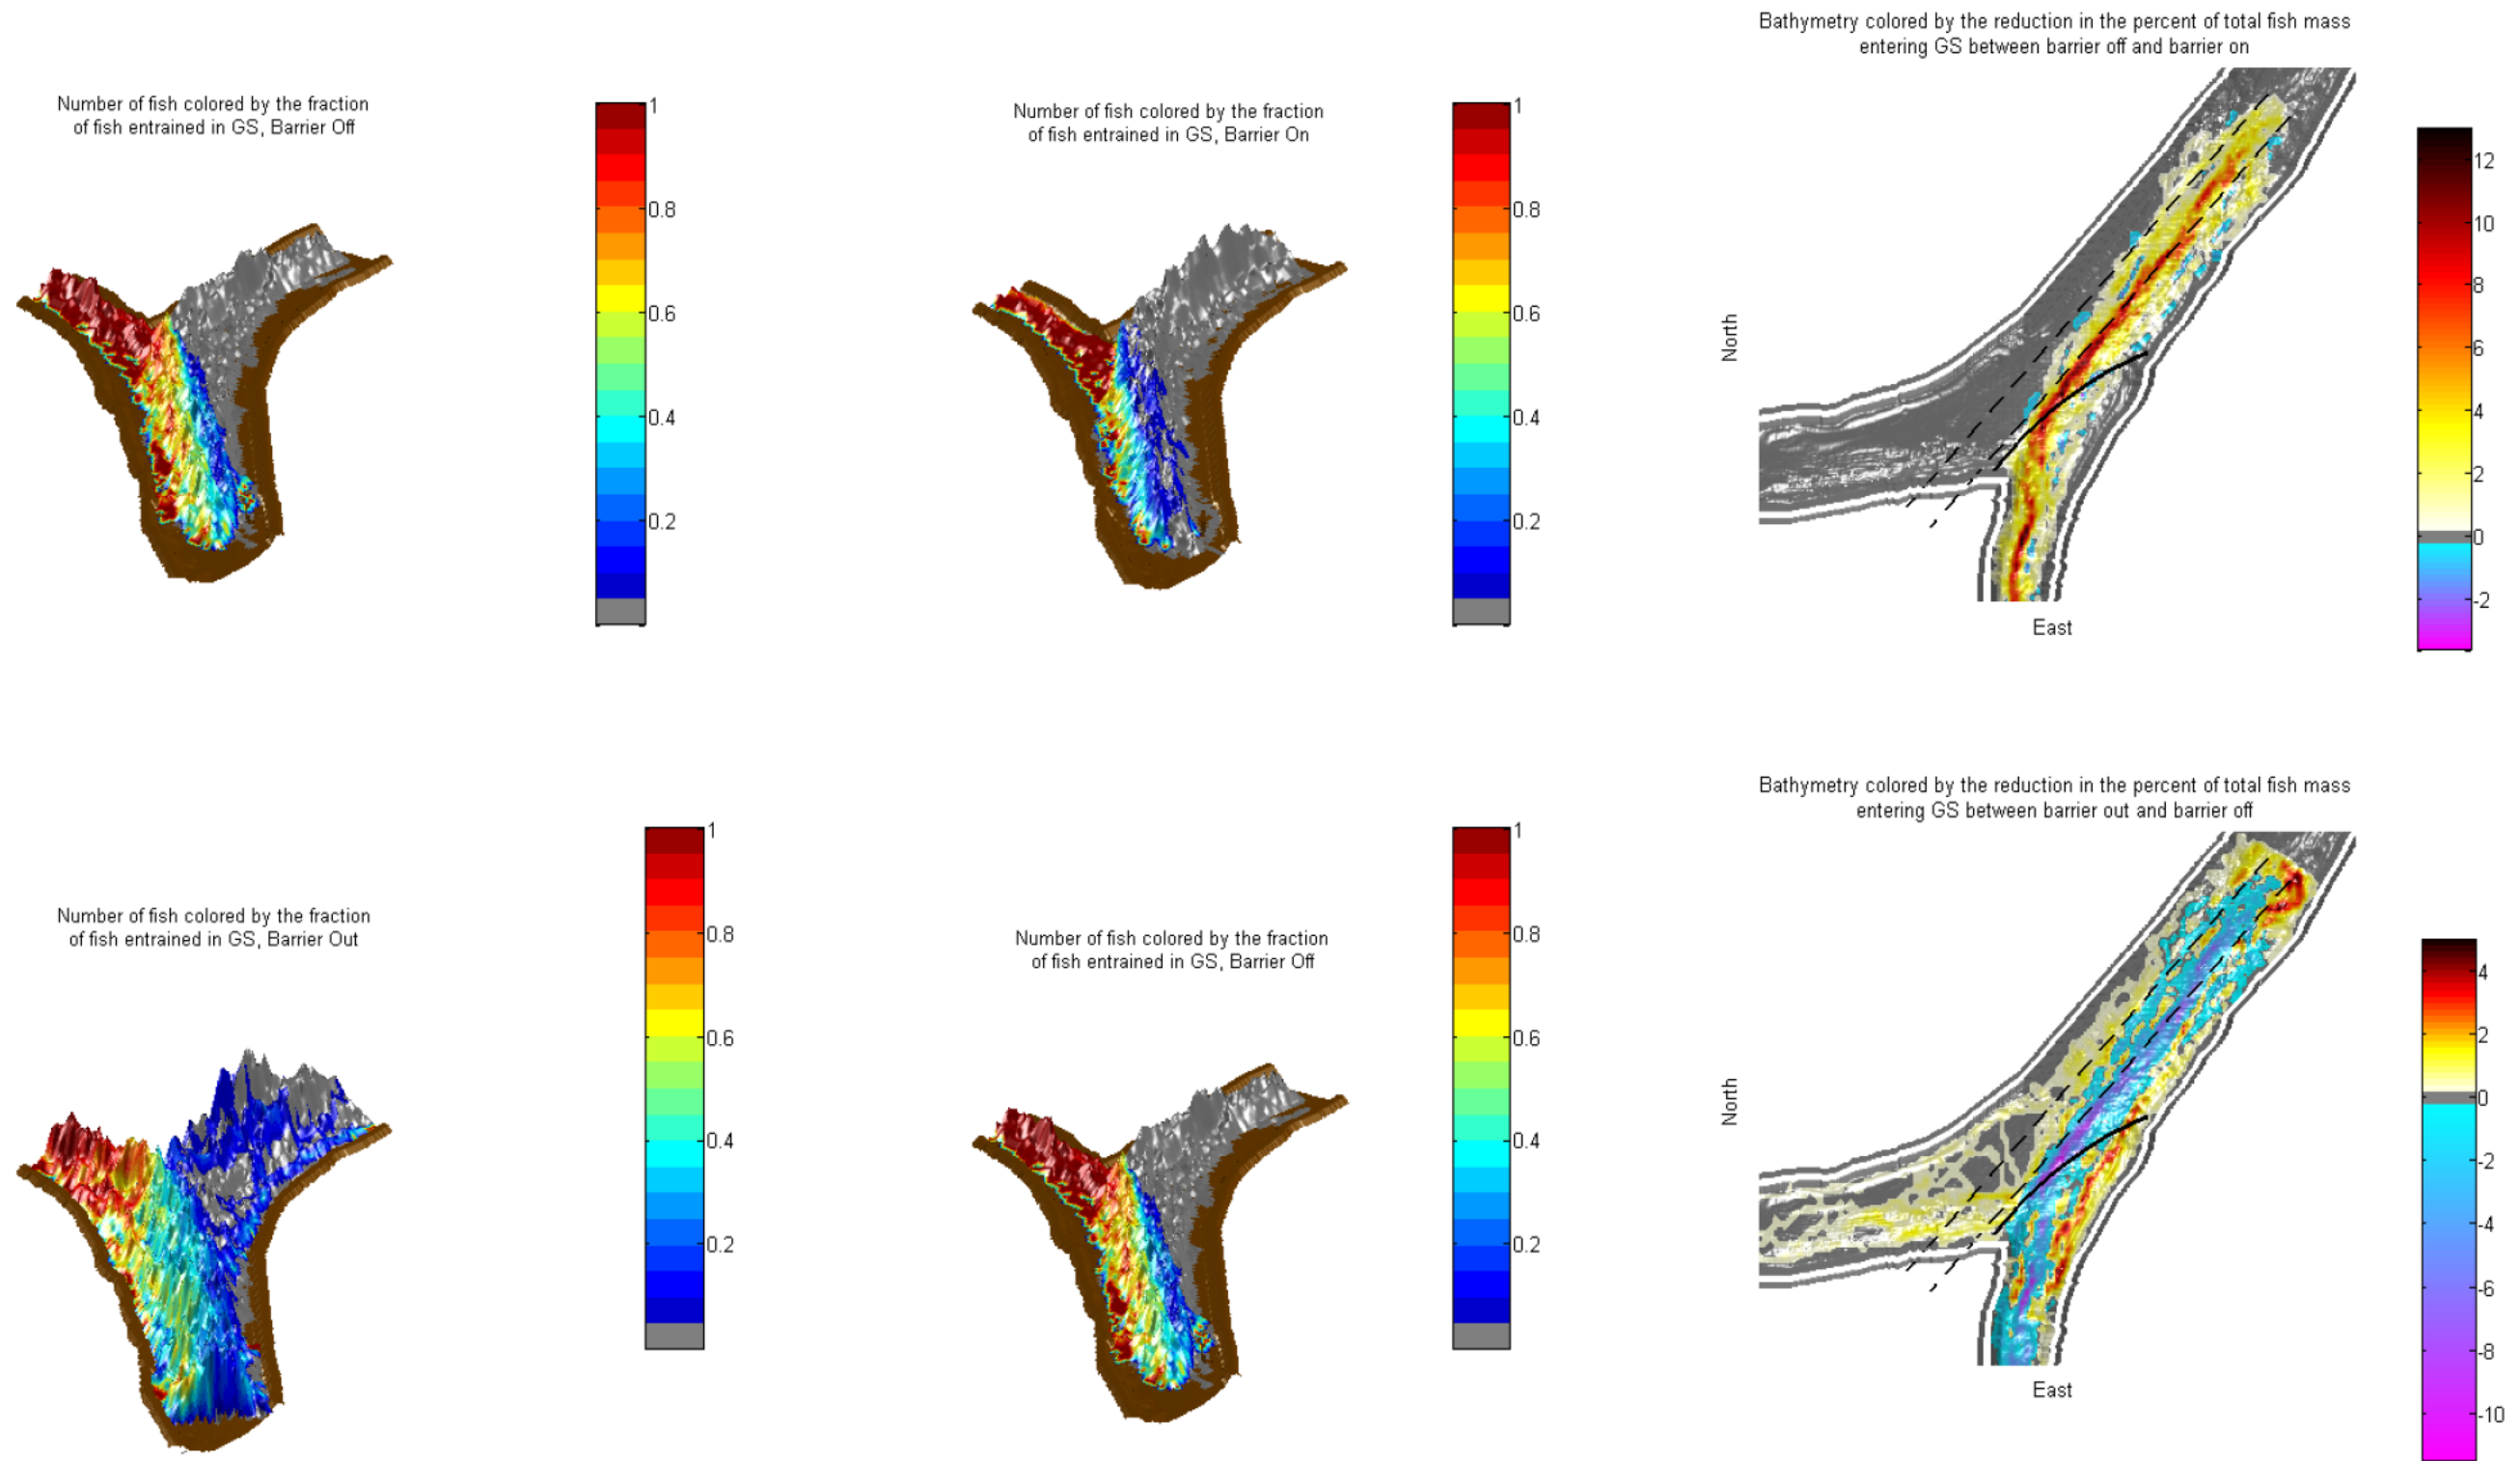 Number of fish colored by the fraction
of fish entrained in GS, Barrier Off
1
0.8
0.6
0.4
0.2
Number of fish colored by the fraction
of fish entrained in GS, Barrier On
1
0.8
0.6
0.4
0.2
Bathymetry colored by the reduction in the percent of total fish mass
entering GS between barrier off and barrier on
North
East
12
10
8
6
4
2
0
-2
Number of fish colored by the fraction
of fish entrained in GS, Barrier Out
1
0.8
0.6
0.4
0.2
Number of fish colored by the fraction
of fish entrained in GS, Barrier Off
1
0.8
0.6
0.4
0.2
Bathymetry colored by the reduction in the percent of total fish mass
entering GS between barrier out and barrier off
North
East
4
2
0
-2
-4
-6
-8
-10